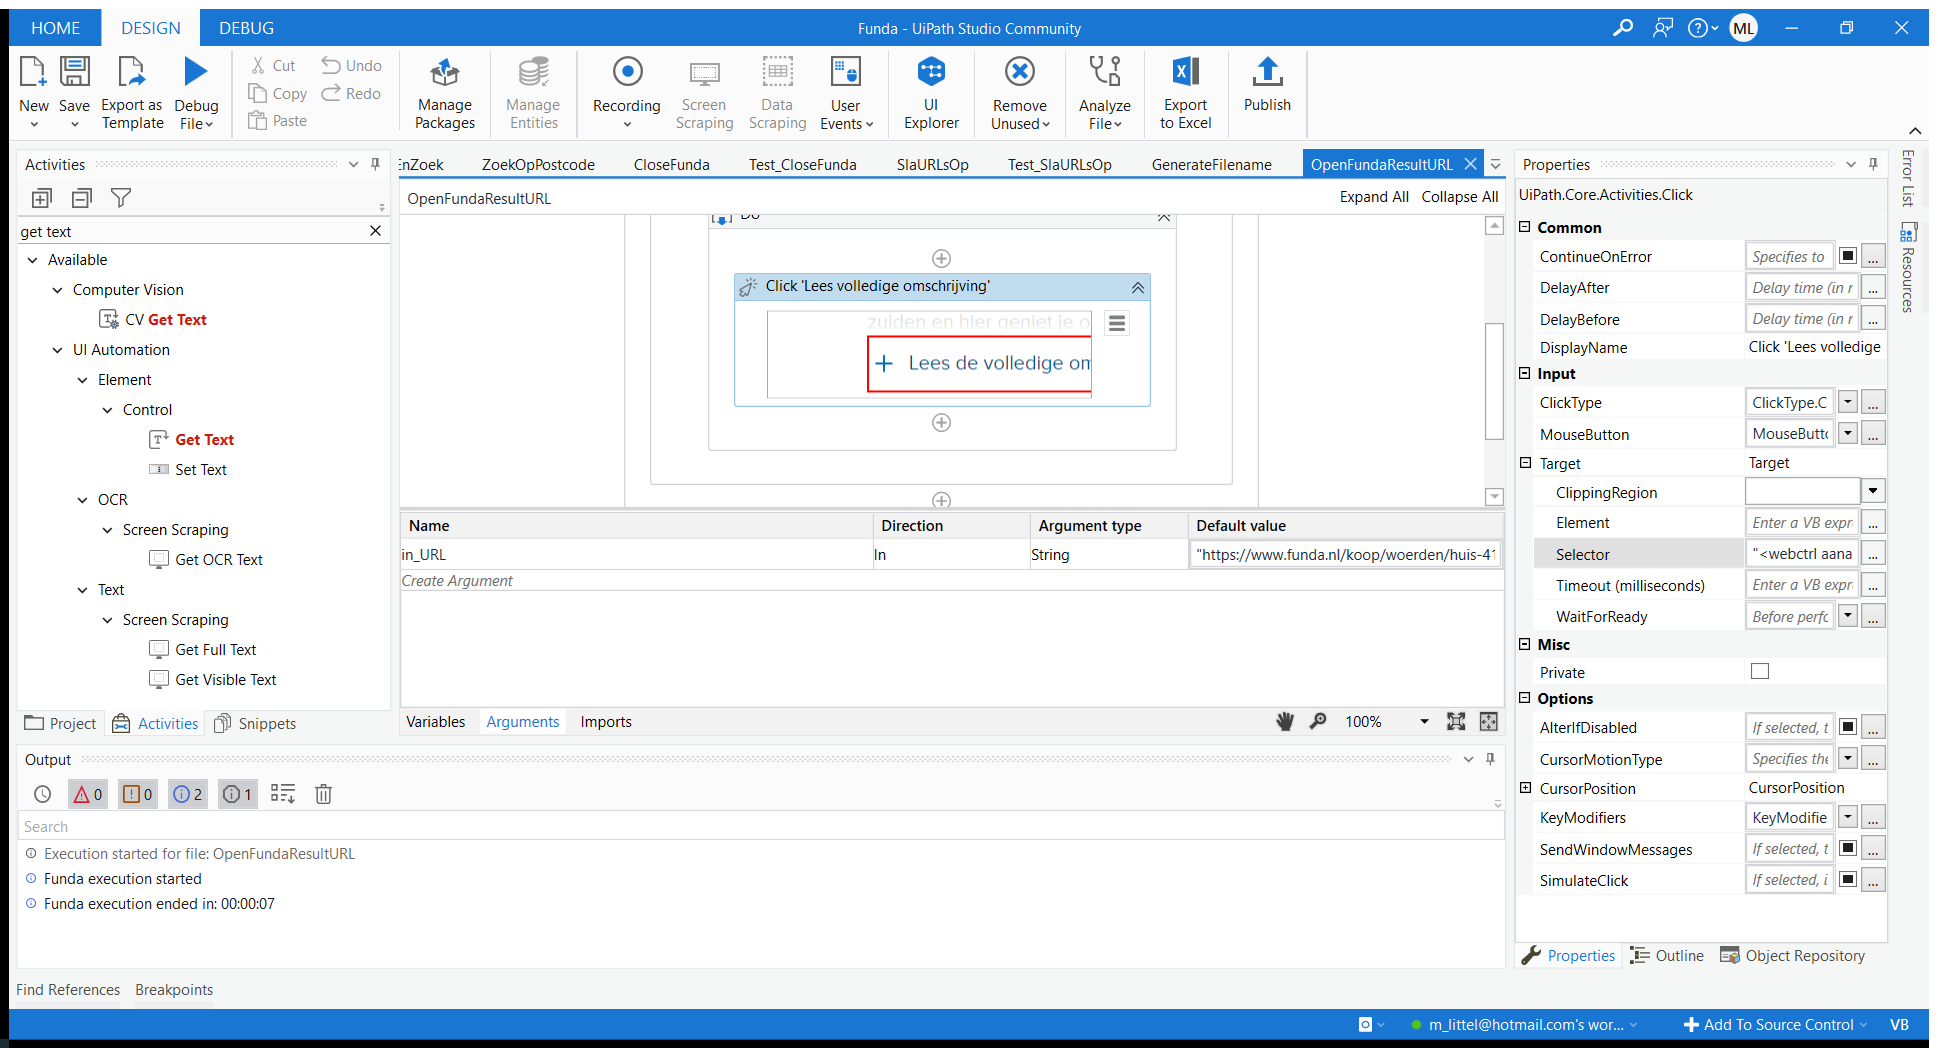 HOME DESIGN DEBUG Funda - UiPath Studio Community ML
New Save Export as Template Debug File Cut Copy Paste Undo Redo Manage Packages Manage Entities Recording Screen Scraping Data Scraping User Events UI Explorer Remove Unused Analyze File Export to Excel Publish
Activities
get text
Available
Computer Vision
CV Get Text
UI Automation
Element
Control
Get Text
Set Text
OCR
Screen Scraping
Get OCR Text
Text
Screen Scraping
Get Full Text
Get Visible Text
Project Activities Snippets
EnZoek ZoekOpPostcode CloseFunda Test_CloseFunda SlaURLsOp Test_SlaURLsOp GenerateFilename OpenFundaResultURL
OpenFundaResultURL Expand All Collapse All
Do
Click 'Lees volledige omschrijving'
zuiden en hier geniet je o
+ Lees de volledige om
Name Direction Argument type Default value
in_URL In String "https://www.funda.nl/koop/woerden/huis-41
Create Argument
Variables Arguments Imports 100%
Output
0 0 2 1
Search
Execution started for file: OpenFundaResultURL
Funda execution started
Funda execution ended in: 00:00:07
Find References Breakpoints
Properties
UiPath.Core.Activities.Click
Common
ContinueOnError Specifies to ...
DelayAfter Delay time (in r ...
DelayBefore Delay time (in r ...
DisplayName Click 'Lees volledige
Input
ClickType ClickType.C ...
MouseButton MouseButto ...
Target Target
ClippingRegion
Element Enter a VB expr ...
Selector "<webctrl aana ...
Timeout (milliseconds) Enter a VB expr ...
WaitForReady Before perfo ...
Misc
Private
Options
AlterIfDisabled If selected, t ...
CursorMotionType Specifies the ...
CursorPosition CursorPosition
KeyModifiers KeyModifie ...
SendWindowMessages If selected, t ...
SimulateClick If selected, i ...
Properties Outline Object Repository
Error List
Resources
m_littel@hotmail.com's wor... Add To Source Control VB